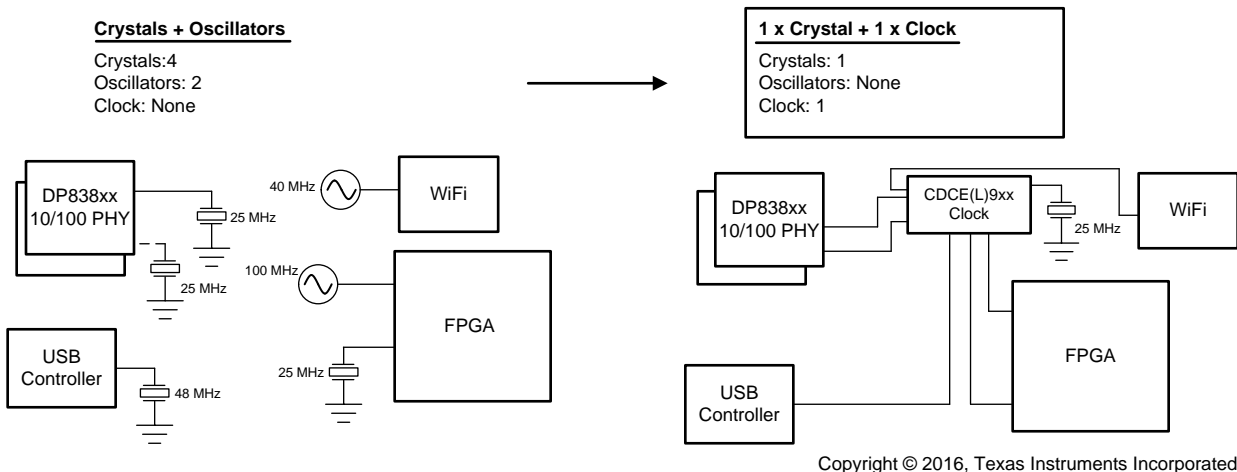 Crystals + Oscillators
Crystals:4
Oscillators: 2
Clock: None
1 x Crystal + 1 x Clock
Crystals: 1
Oscillators: None
Clock: 1
DP838xx
10/100 PHY
25 MHz
25 MHz
USB
Controller
48 MHz
40 MHz
WiFi
100 MHz
FPGA
25 MHz
DP838xx
10/100 PHY
CDCE(L)9xx
Clock
25 MHz
WiFi
FPGA
USB
Controller
Copyright © 2016, Texas Instruments Incorporated